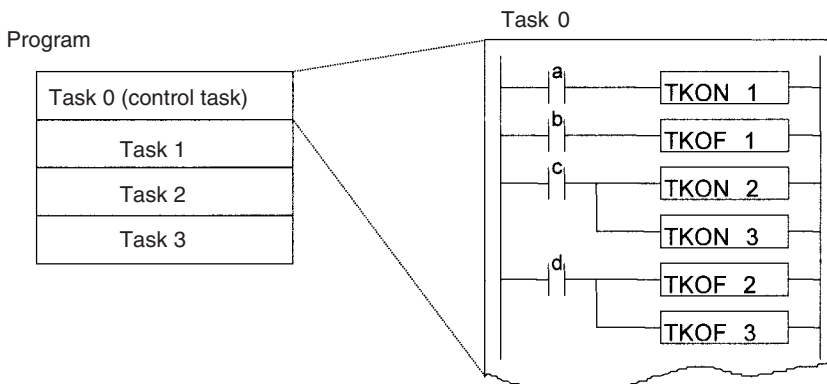 Program
Task 0 (control task)
Task 1
Task 2
Task 3
Task 0
a
TKON 1
b
TKOF 1
c
TKON 2
TKON 3
d
TKOF 2
TKOF 3